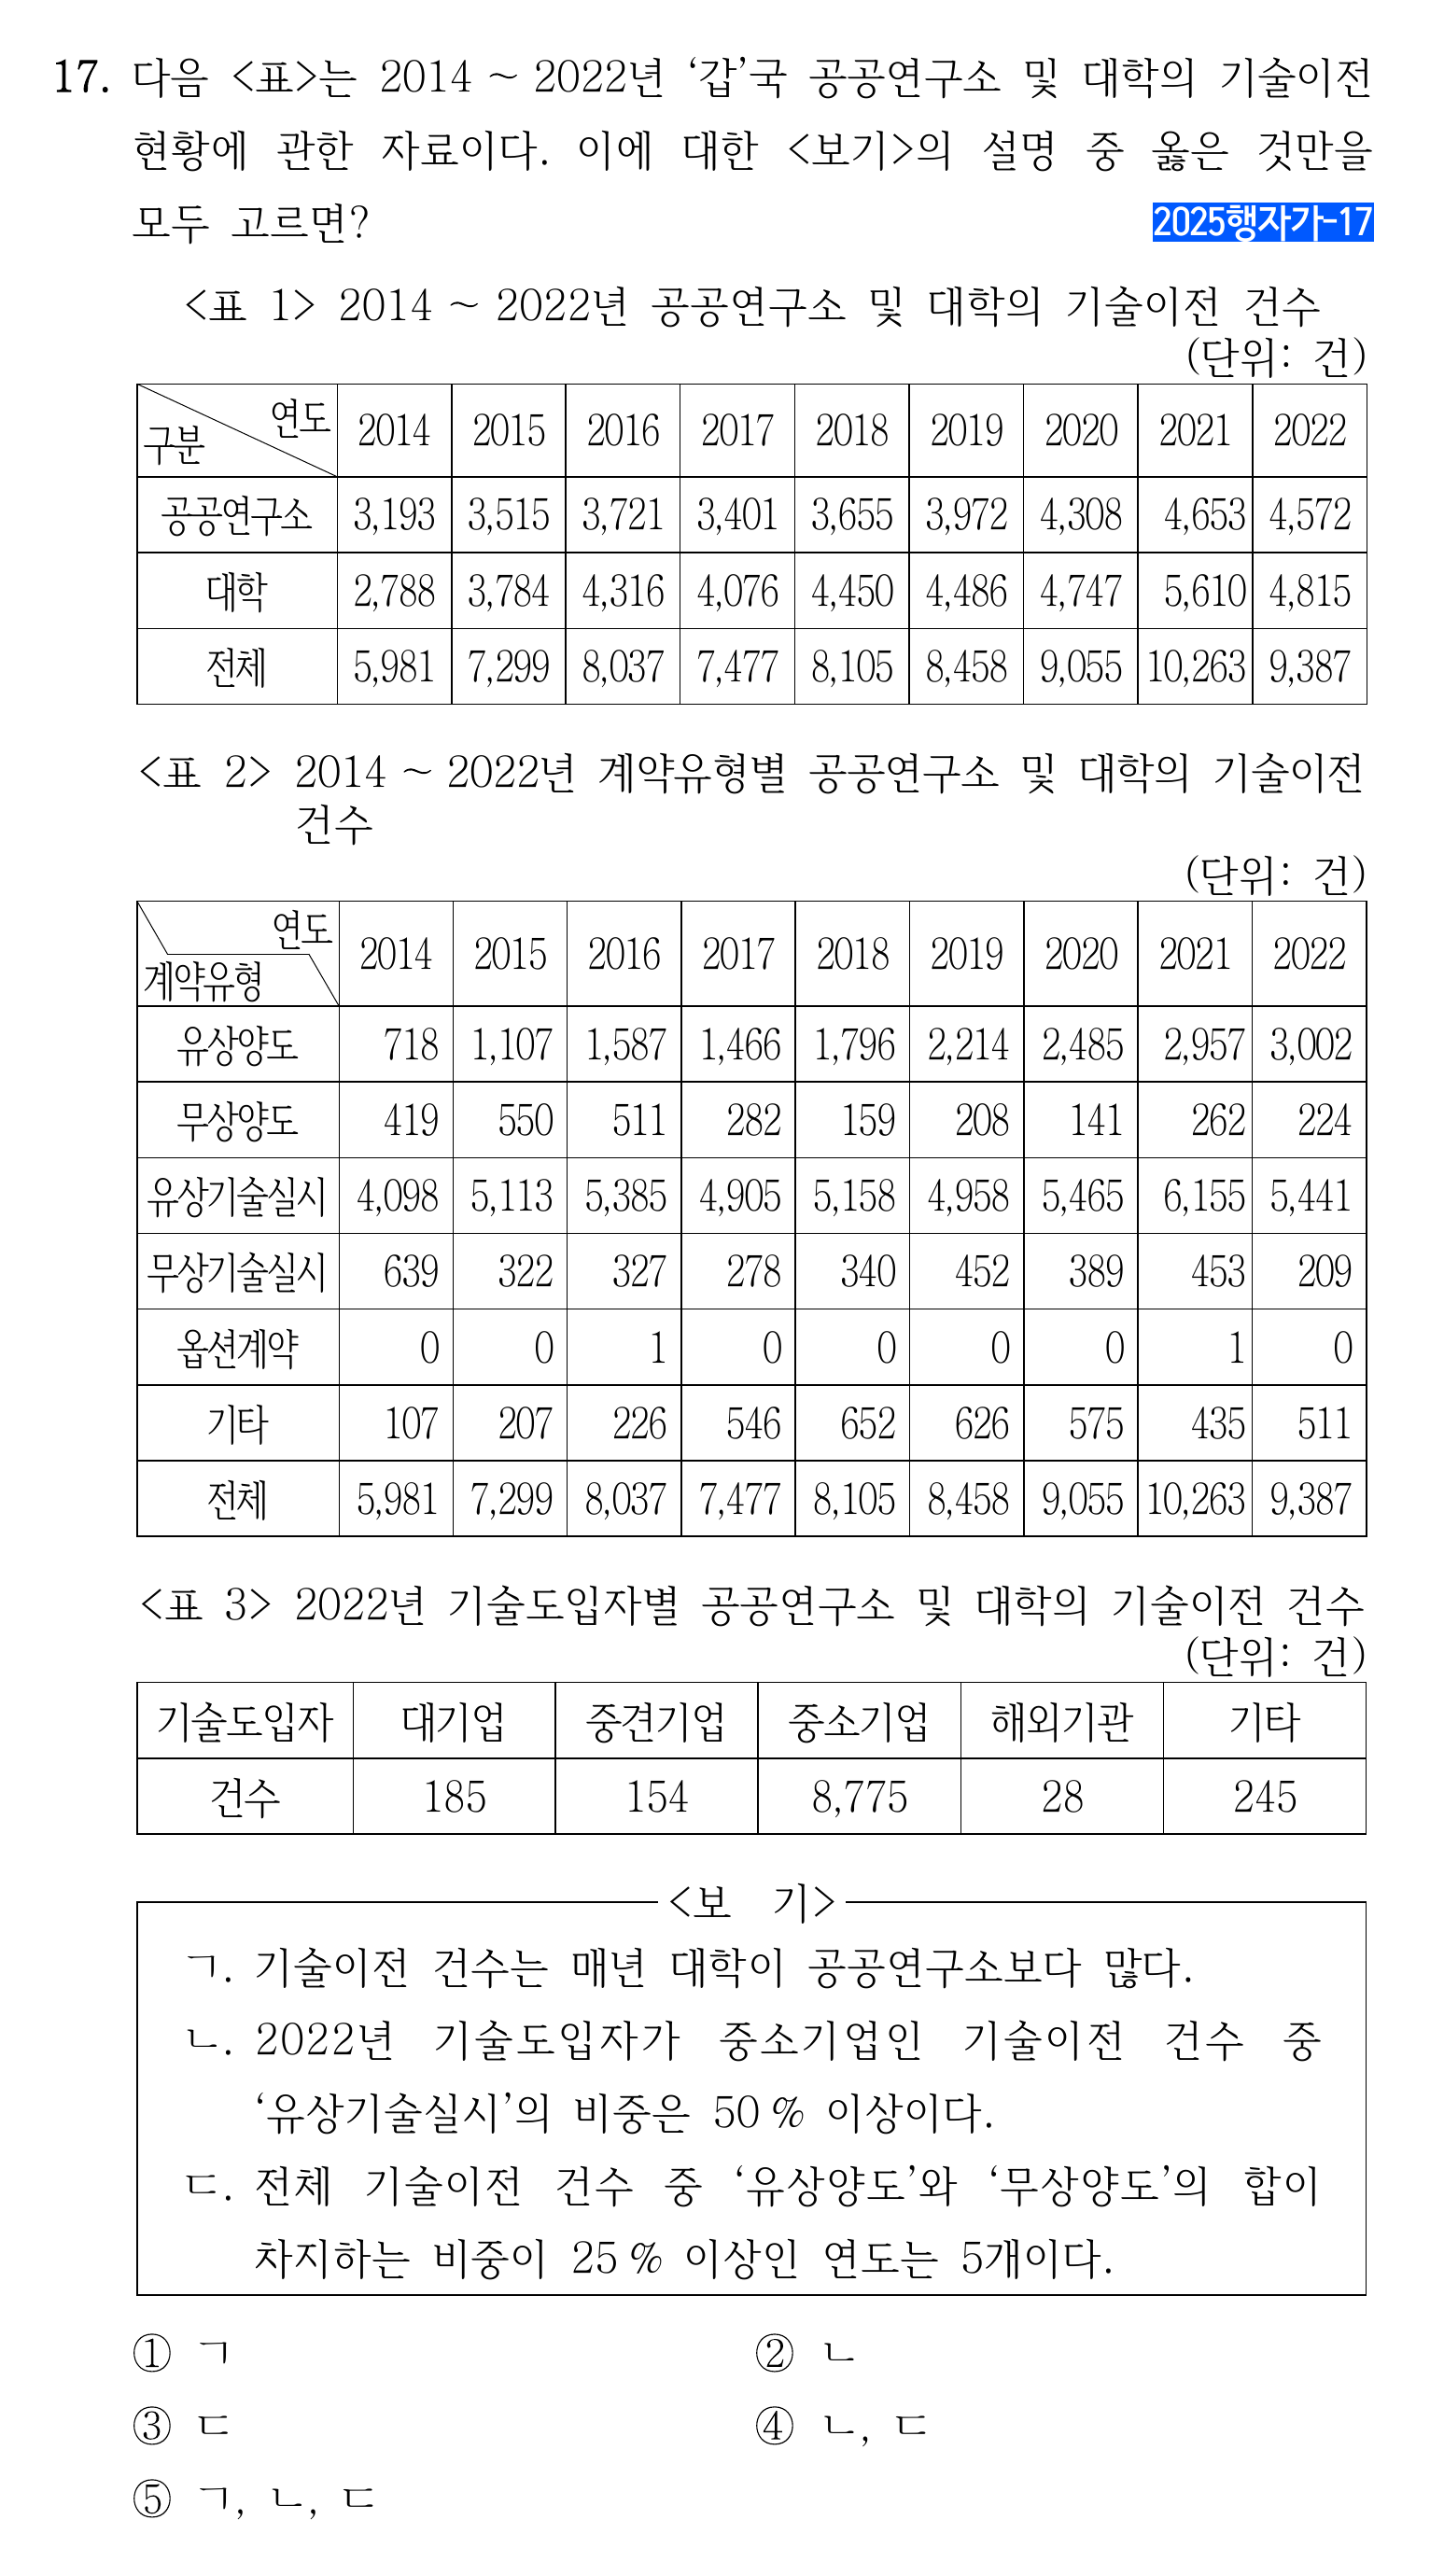 17. 다음 <표>는 2014 ~ 2022년 ‘갑’국 공공연구소 및 대학의 기술이전
현황에 관한 자료이다. 이에 대한 <보기>의 설명 중 옳은 것만을
모두 고르면?
2025행자가-17
<표 1> 2014 ~ 2022년 공공연구소 및 대학의 기술이전 건수
(단위: 건)
구분 연도 2014 2015 2016 2017 2018 2019 2020 2021 2022
공공연구소 3,193 3,515 3,721 3,401 3,655 3,972 4,308 4,653 4,572
대학 2,788 3,784 4,316 4,076 4,450 4,486 4,747 5,610 4,815
전체 5,981 7,299 8,037 7,477 8,105 8,458 9,055 10,263 9,387
<표 2> 2014 ~ 2022년 계약유형별 공공연구소 및 대학의 기술이전
건수
(단위: 건)
계약유형 연도 2014 2015 2016 2017 2018 2019 2020 2021 2022
유상양도 718 1,107 1,587 1,466 1,796 2,214 2,485 2,957 3,002
무상양도 419 550 511 282 159 208 141 262 224
유상기술실시 4,098 5,113 5,385 4,905 5,158 4,958 5,465 6,155 5,441
무상기술실시 639 322 327 278 340 452 389 453 209
옵션계약 0 0 1 0 0 0 0 1 0
기타 107 207 226 546 652 626 575 435 511
전체 5,981 7,299 8,037 7,477 8,105 8,458 9,055 10,263 9,387
<표 3> 2022년 기술도입자별 공공연구소 및 대학의 기술이전 건수
(단위: 건)
기술도입자 대기업 중견기업 중소기업 해외기관 기타
건수 185 154 8,775 28 245
<보 기>
ㄱ. 기술이전 건수는 매년 대학이 공공연구소보다 많다.
ㄴ. 2022년 기술도입자가 중소기업인 기술이전 건수 중
‘유상기술실시’의 비중은 50 % 이상이다.
ㄷ. 전체 기술이전 건수 중 ‘유상양도’와 ‘무상양도’의 합이
차지하는 비중이 25 % 이상인 연도는 5개이다.
① ㄱ ② ㄴ
③ ㄷ ④ ㄴ, ㄷ
⑤ ㄱ, ㄴ, ㄷ